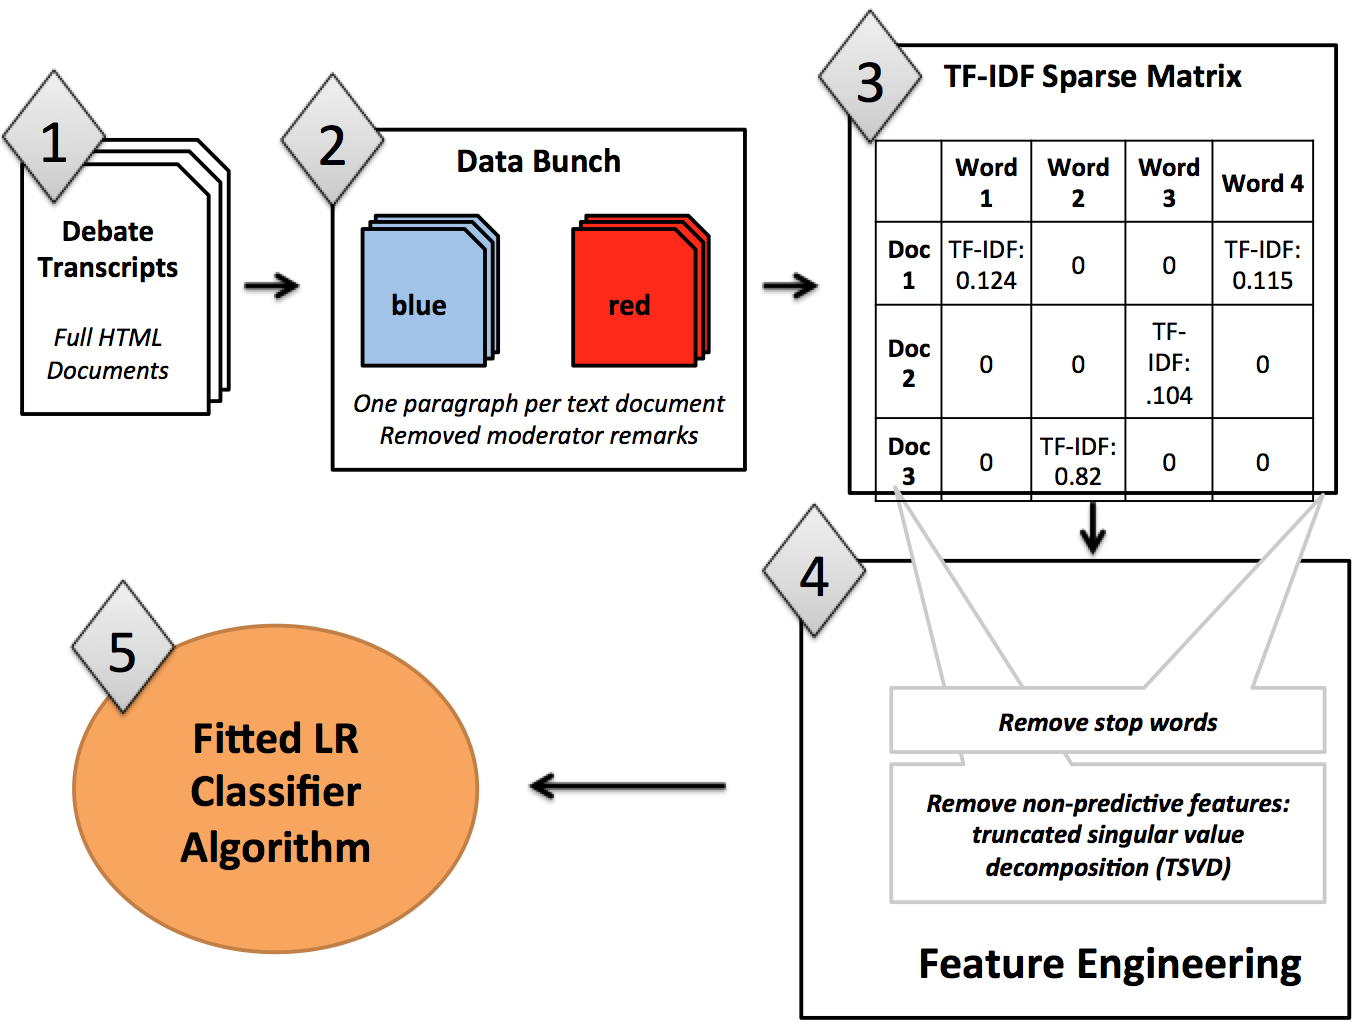 1
Debate
Transcripts
Full HTML
Documents
2
Data Bunch
blue
red
One paragraph per text document
Removed moderator remarks
3
TF-IDF Sparse Matrix
Word
1
Word
2
Word
3
Word 4
Doc
1
TF-IDF:
0.124
0
0
TF-IDF:
0.115
Doc
2
0
0
TF-
IDF:
.104
0
Doc
3
0
TF-IDF:
0.82
0
0
4
Remove stop words
Remove non-predictive features:
truncated singular value
decomposition (TSVD)
Feature Engineering
5
Fitted LR
Classifier
Algorithm